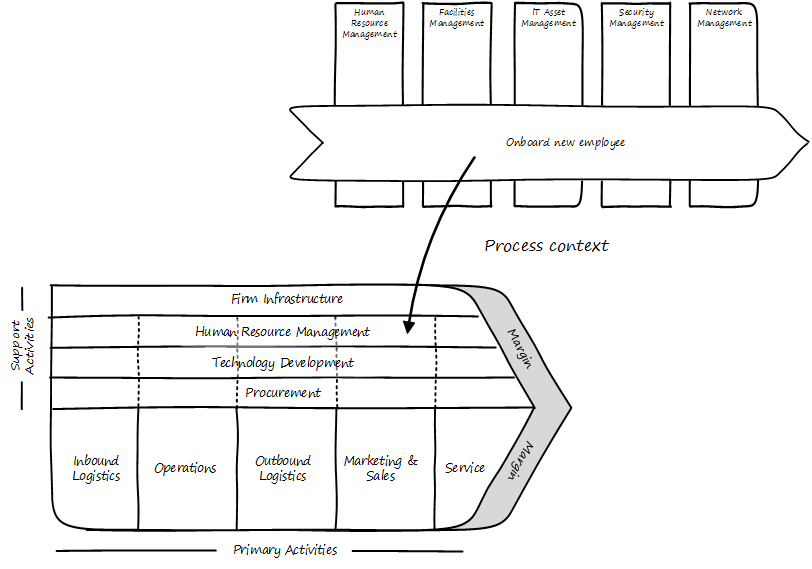 Human
Resource
Management
Facilities
Management
IT Asset
Management
Security
Management
Network
Management
Onboard new employee
Process context
Support
Activities
Firm Infrastructure
Human Resource Management
Technology Development
Procurement
Margin
Margin
Inbound
Logistics
Operations
Outbound
Logistics
Marketing &
Sales
Service
Primary Activities